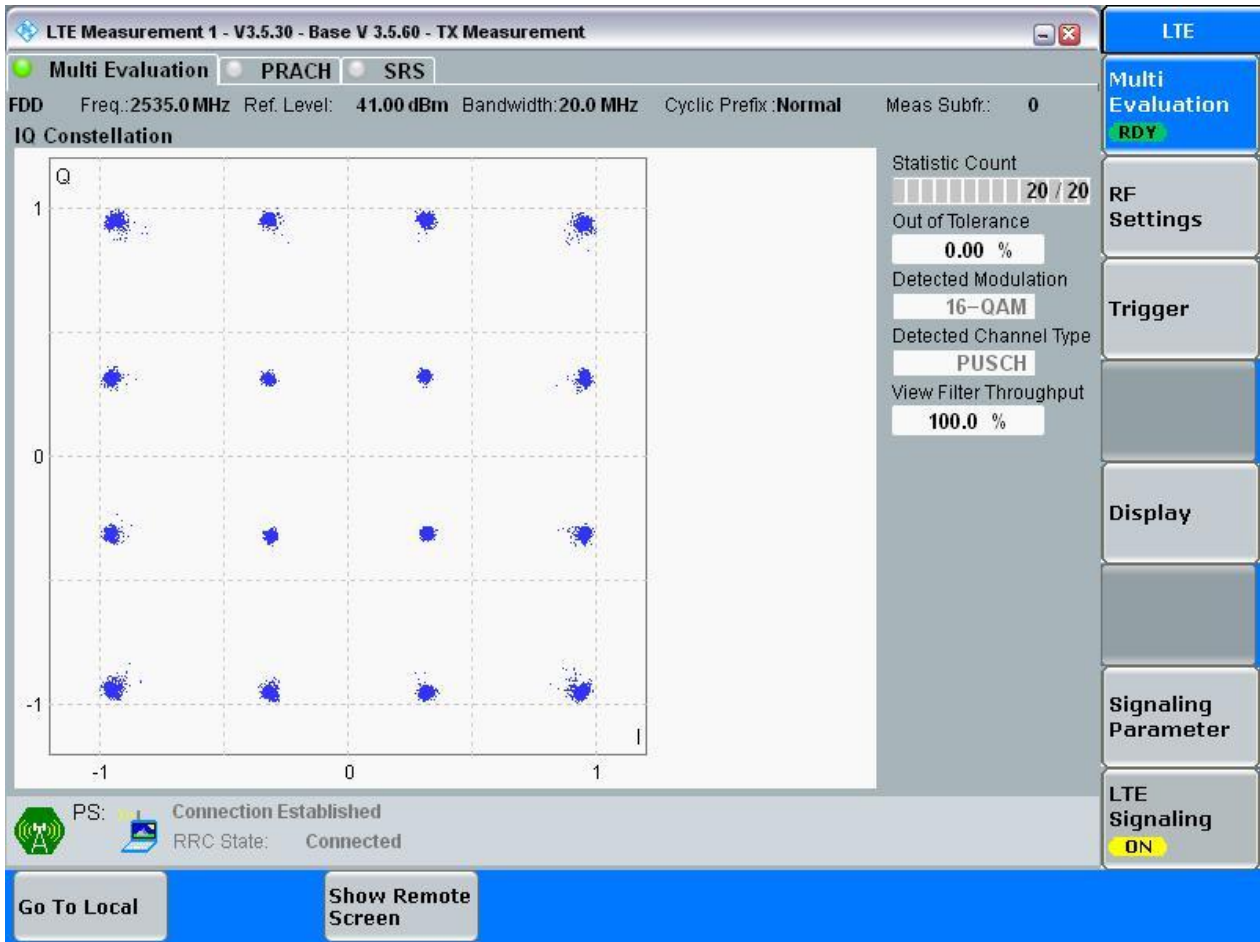 LTE Measurement 1 - V3.5.30 - Base V 3.5.60 - TX Measurement
Multi Evaluation PRACH SRS
FDD Freq.:2535.0 MHz Ref. Level: 41.00 dBm Bandwidth:20.0 MHz Cyclic Prefix :Normal Meas Subfr.: 0
IQ Constellation
Q
1
0
-1
I
-1 0 1
Statistic Count
20 / 20
Out of Tolerance
0.00 %
Detected Modulation
16-QAM
Detected Channel Type
PUSCH
View Filter Throughput
100.0 %
PS: Connection Established
RRC State: Connected
LTE
Multi
Evaluation
RDY
RF
Settings
Trigger
Display
Signaling
Parameter
LTE
Signaling
ON
Go To Local
Show Remote
Screen